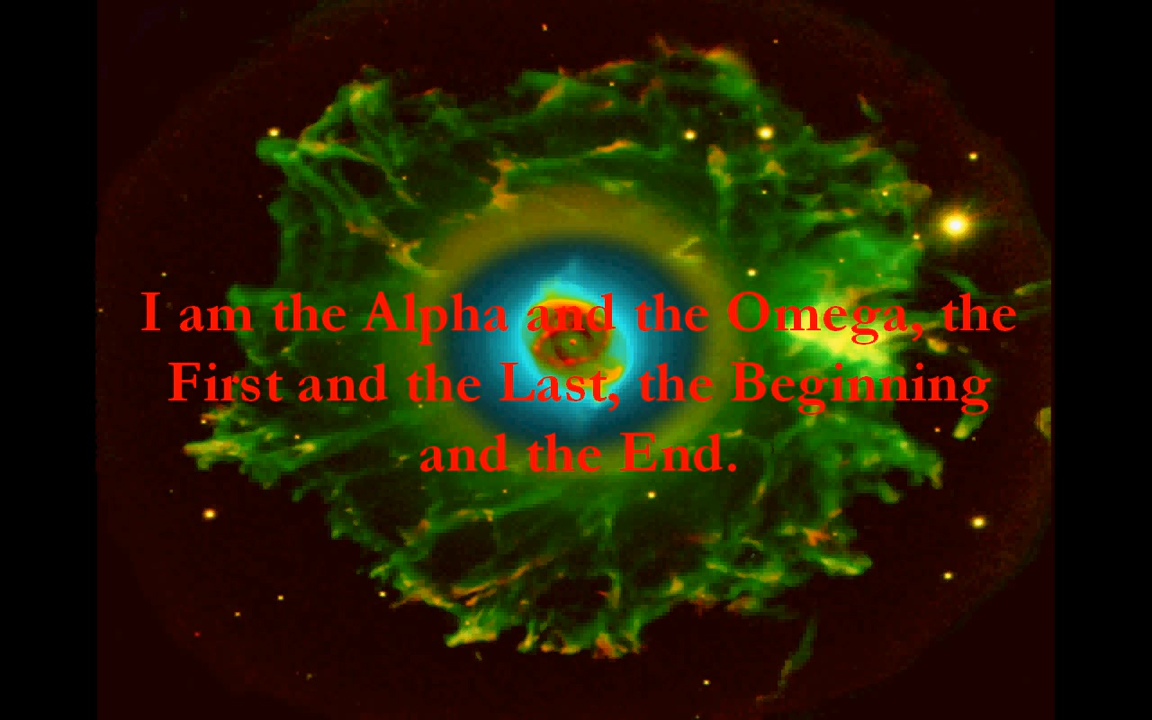 I am the Alpha and the Omega, the
First and the Last, the Beginning
and the End.